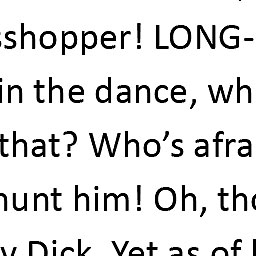 sshopper! LONG-
in the dance, wh
that? Who’s afra
hunt him! Oh, tho
y Dick. Yet as of